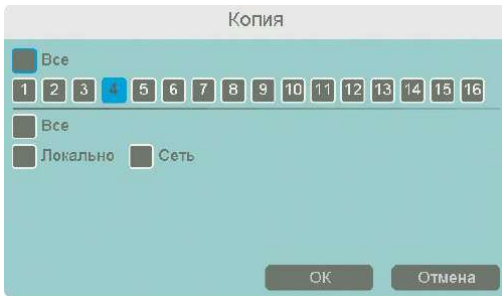 Копия
Все
1 2 3 4 5 6 7 8 9 10 11 12 13 14 15 16
Все
Локально Сеть
ОК Отмена